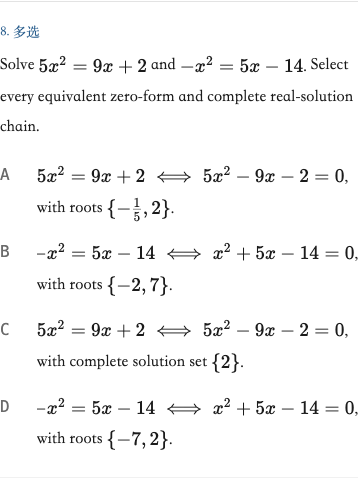 8. 多选
Solve 5x² = 9x + 2 and −x² = 5x − 14. Select
every equivalent zero-form and complete real-solution
chain.
A 5x² = 9x + 2 ⟺ 5x² − 9x − 2 = 0,
with roots {−1/5, 2}.
B −x² = 5x − 14 ⟺ x² + 5x − 14 = 0,
with roots {−2, 7}.
C 5x² = 9x + 2 ⟺ 5x² − 9x − 2 = 0,
with complete solution set {2}.
D −x² = 5x − 14 ⟺ x² + 5x − 14 = 0,
with roots {−7, 2}.